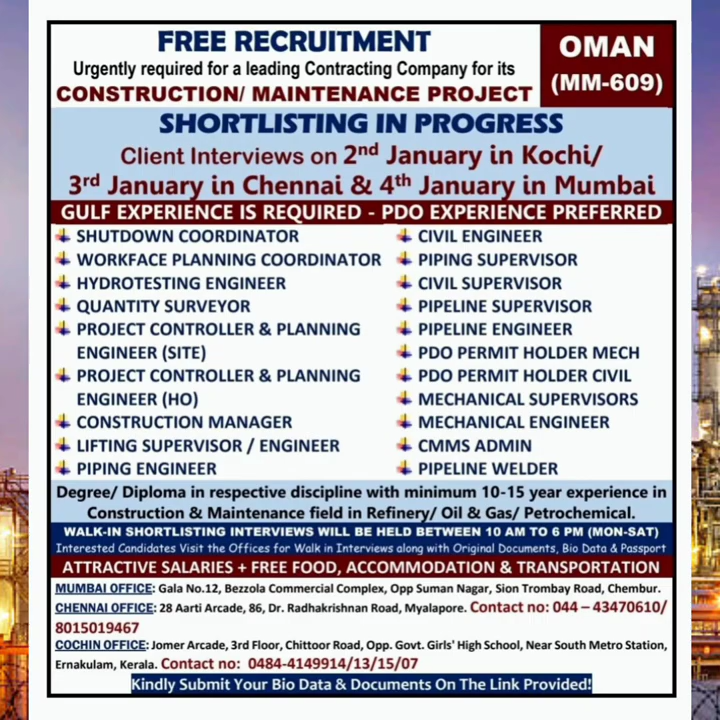 FREE RECRUITMENT
Urgently required for a leading Contracting Company for its
CONSTRUCTION/ MAINTENANCE PROJECT
OMAN
(MM-609)
SHORTLISTING IN PROGRESS
Client Interviews on 2nd January in Kochi/
3rd January in Chennai & 4th January in Mumbai
GULF EXPERIENCE IS REQUIRED - PDO EXPERIENCE PREFERRED
SHUTDOWN COORDINATOR
WORKFACE PLANNING COORDINATOR
HYDROTESTING ENGINEER
QUANTITY SURVEYOR
PROJECT CONTROLLER & PLANNING
ENGINEER (SITE)
PROJECT CONTROLLER & PLANNING
ENGINEER (HO)
CONSTRUCTION MANAGER
LIFTING SUPERVISOR / ENGINEER
PIPING ENGINEER
CIVIL ENGINEER
PIPING SUPERVISOR
CIVIL SUPERVISOR
PIPELINE SUPERVISOR
PIPELINE ENGINEER
PDO PERMIT HOLDER MECH
PDO PERMIT HOLDER CIVIL
MECHANICAL SUPERVISORS
MECHANICAL ENGINEER
CMMS ADMIN
PIPELINE WELDER
Degree/ Diploma in respective discipline with minimum 10-15 year experience in
Construction & Maintenance field in Refinery/ Oil & Gas/ Petrochemical.
WALK-IN SHORTLISTING INTERVIEWS WILL BE HELD BETWEEN 10 AM TO 6 PM (MON-SAT)
Interested Candidates Visit the Offices for Walk in Interviews along with Original Documents, Bio Data & Passport
ATTRACTIVE SALARIES + FREE FOOD, ACCOMMODATION & TRANSPORTATION
MUMBAI OFFICE: Gala No.12, Bezzola Commercial Complex, Opp Suman Nagar, Sion Trombay Road, Chembur.
CHENNAI OFFICE: 28 Aarti Arcade, 86, Dr. Radhakrishnan Road, Myalapore. Contact no: 044 – 43470610/
8015019467
COCHIN OFFICE: Jomer Arcade, 3rd Floor, Chittoor Road, Opp. Govt. Girls' High School, Near South Metro Station,
Ernakulam, Kerala. Contact no: 0484-4149914/13/15/07
Kindly Submit Your Bio Data & Documents On The Link Provided!